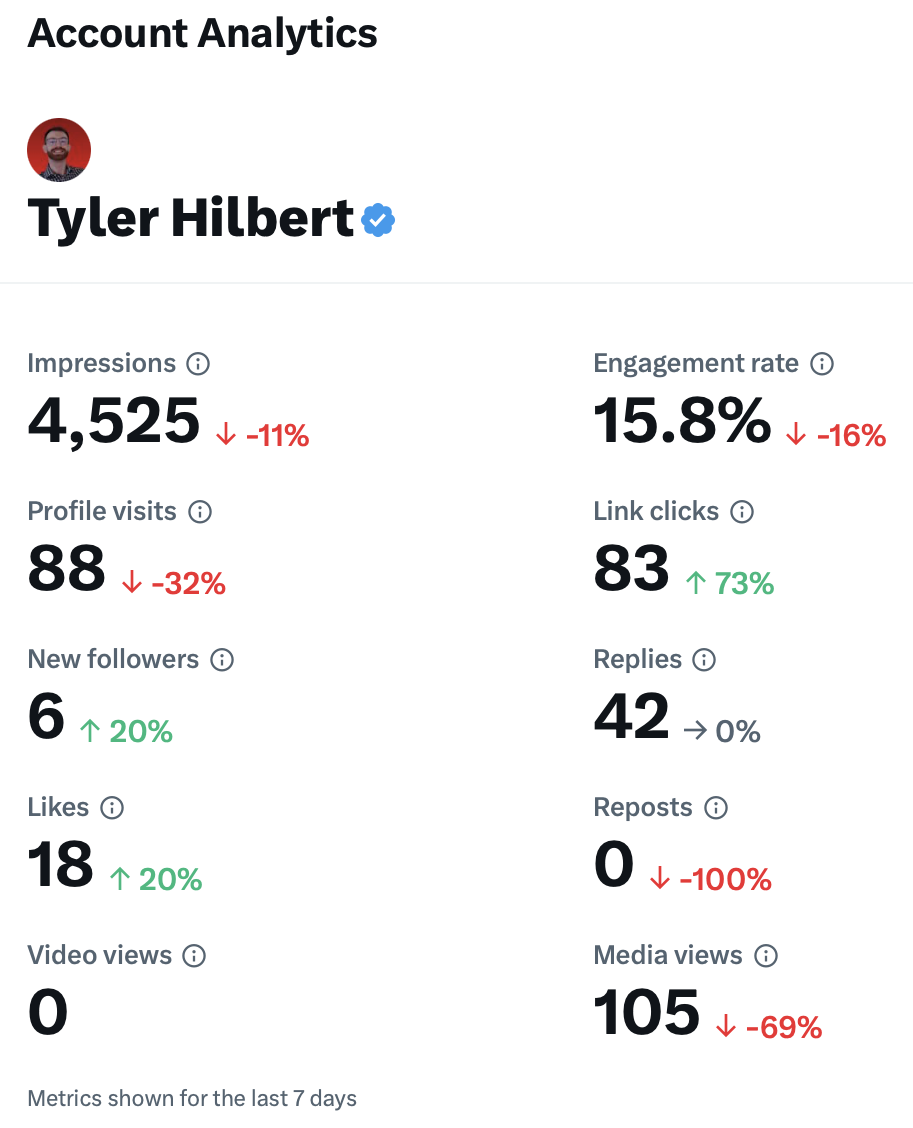 Account Analytics
Tyler Hilbert
Impressions
4,525 ↓ -11%
Engagement rate
15.8% ↓ -16%
Profile visits
88 ↓ -32%
Link clicks
83 ↑ 73%
New followers
6 ↑ 20%
Replies
42 → 0%
Likes
18 ↑ 20%
Reposts
0 ↓ -100%
Video views
0
Media views
105 ↓ -69%
Metrics shown for the last 7 days